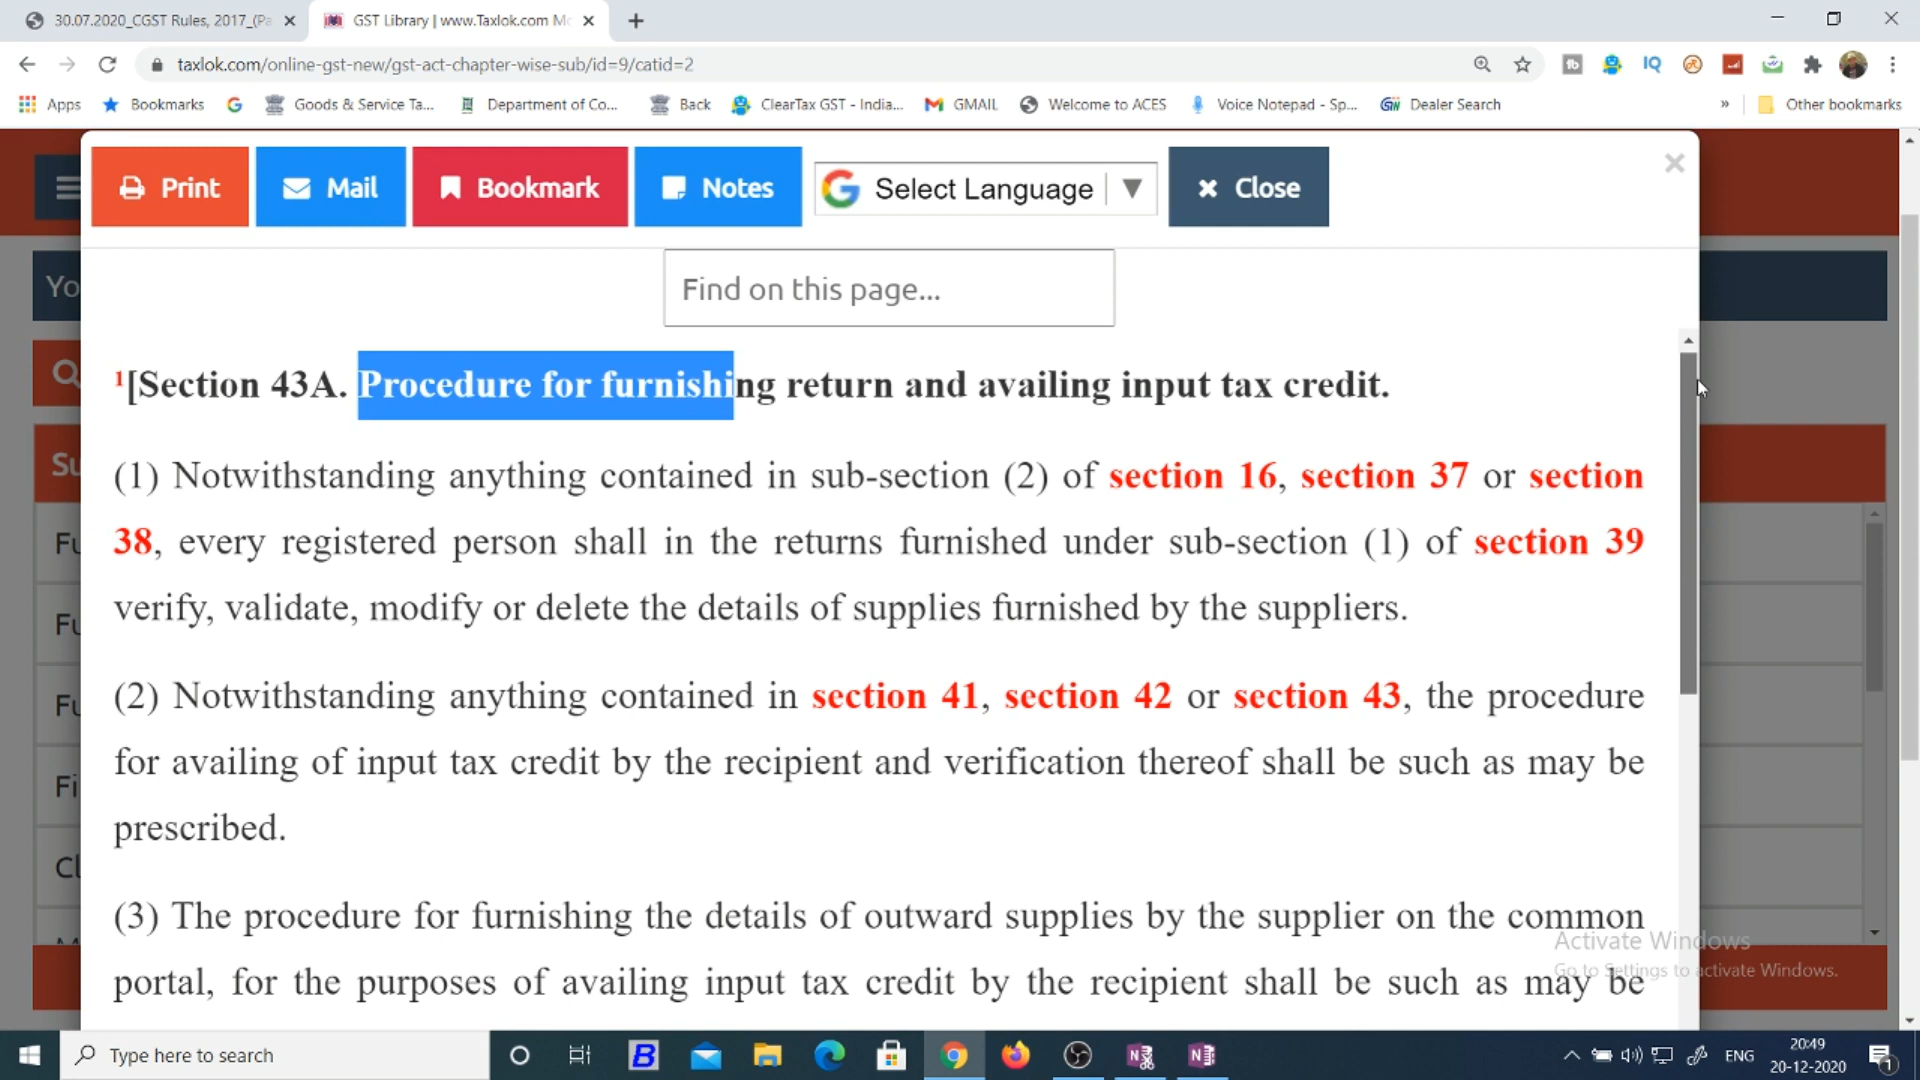 30.07.2020_CGST Rules, 2017_(Pa
GST Library | www.Taxlok.com Mo
taxlok.com/online-gst-new/gst-act-chapter-wise-sub/id=9/catid=2
Apps
Bookmarks
Goods & Service Ta...
Department of Co...
Back
ClearTax GST - India...
GMAIL
Welcome to ACES
Voice Notepad - Sp...
Dealer Search
»
Other bookmarks
Print
Mail
Bookmark
Notes
Select Language
Close
Yo
Find on this page...
1[Section 43A. Procedure for furnishing return and availing input tax credit.
(1) Notwithstanding anything contained in sub-section (2) of section 16, section 37 or section
38, every registered person shall in the returns furnished under sub-section (1) of section 39
verify, validate, modify or delete the details of supplies furnished by the suppliers.
(2) Notwithstanding anything contained in section 41, section 42 or section 43, the procedure
for availing of input tax credit by the recipient and verification thereof shall be such as may be
prescribed.
(3) The procedure for furnishing the details of outward supplies by the supplier on the common
portal, for the purposes of availing input tax credit by the recipient shall be such as may be
Su
Fu
Fu
Fu
Fi
Cl
Activate Windows
Go to Settings to activate Windows.
Type here to search
ENG
20:49
20-12-2020
1